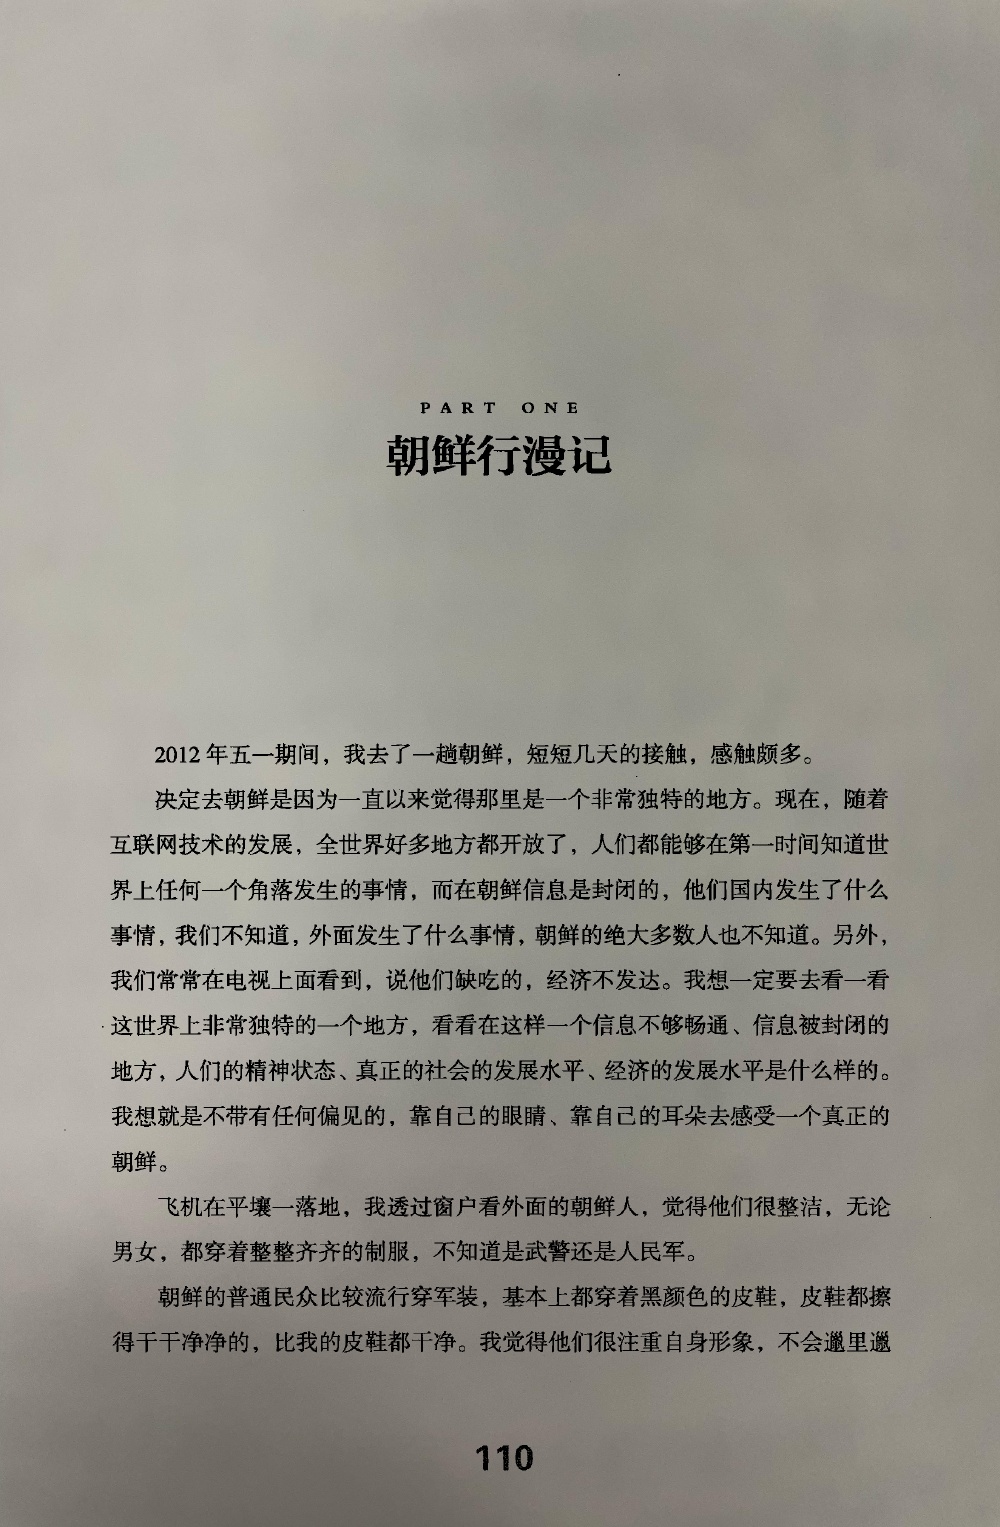 PART ONE
朝鲜行漫记
2012 年五一期间，我去了一趟朝鲜，短短几天的接触，感触颇多。
决定去朝鲜是因为一直以来觉得那里是一个非常独特的地方。现在，随着
互联网技术的发展，全世界好多地方都开放了，人们都能够在第一时间知道世
界上任何一个角落发生的事情，而在朝鲜信息是封闭的，他们国内发生了什么
事情，我们不知道，外面发生了什么事情，朝鲜的绝大多数人也不知道。另外，
我们常常在电视上面看到，说他们缺吃的，经济不发达。我想一定要去看一看
这世界上非常独特的一个地方，看看在这样一个信息不够畅通、信息被封闭的
地方，人们的精神状态、真正的社会的发展水平、经济的发展水平是什么样的。
我想就是不带有任何偏见的，靠自己的眼睛、靠自己的耳朵去感受一个真正的
朝鲜。
飞机在平壤一落地，我透过窗户看外面的朝鲜人，觉得他们很整洁，无论
男女，都穿着整整齐齐的制服，不知道是武警还是人民军。
朝鲜的普通民众比较流行穿军装，基本上都穿着黑颜色的皮鞋，皮鞋都擦
得干干净净的，比我的皮鞋都干净。我觉得他们很注重自身形象，不会邋里邋
110